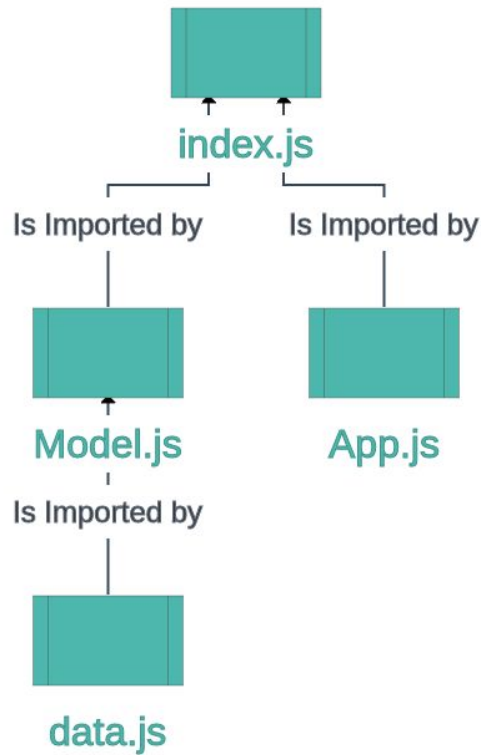 index.js
Is Imported by
Is Imported by
Model.js
App.js
Is Imported by
data.js